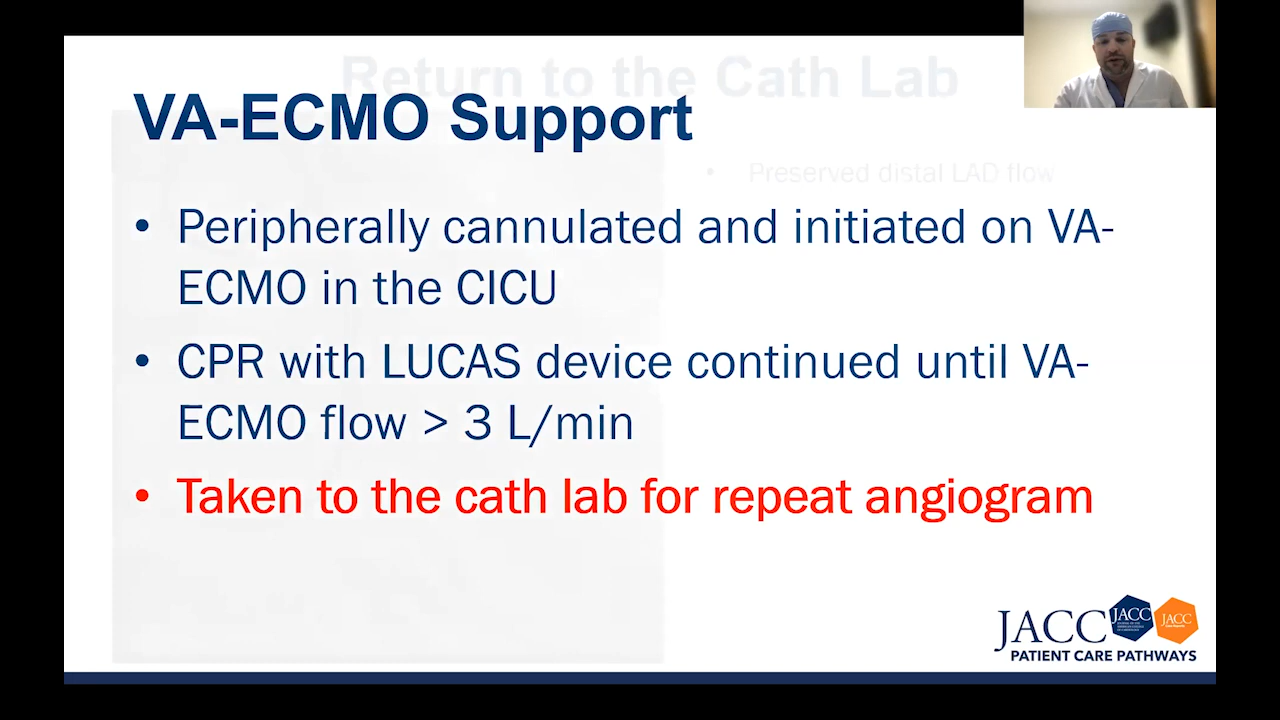 Return to the Cath Lab
VA-ECMO Support
• Preserved distal LAD flow
• Peripherally cannulated and initiated on VA-
ECMO in the CICU
• CPR with LUCAS device continued until VA-
ECMO flow > 3 L/min
• Taken to the cath lab for repeat angiogram
JACC
JACC
JACC
PATIENT CARE PATHWAYS